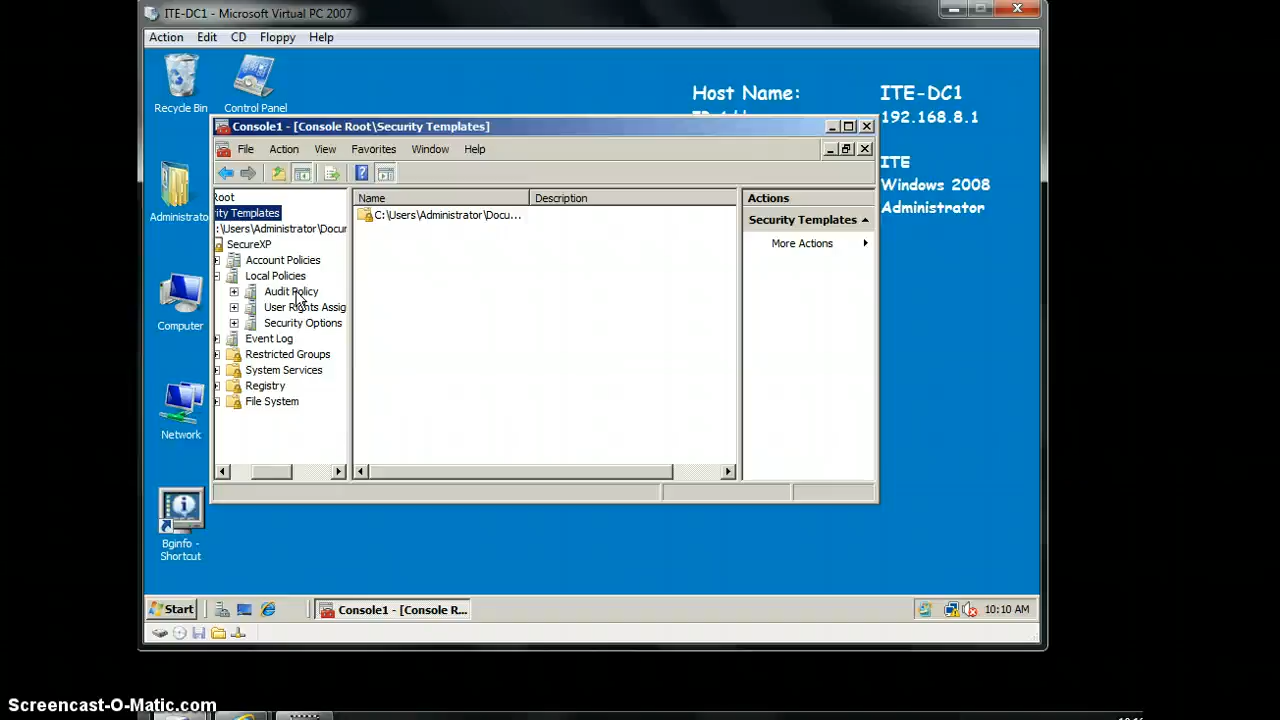 ITE-DC1 - Microsoft Virtual PC 2007
Action Edit CD Floppy Help
Recycle Bin
Control Panel
Host Name: ITE-DC1
192.168.8.1
ITE
Windows 2008
Administrator
Console1 - [Console Root\Security Templates]
File Action View Favorites Window Help
Root
ity Templates
:\Users\Administrator\Docur
SecureXP
Account Policies
Local Policies
Audit Policy
User Rights Assig
Security Options
Event Log
Restricted Groups
System Services
Registry
File System
Name Description
C:\Users\Administrator\Docu...
Actions
Security Templates
More Actions
Administrato
Computer
Network
Bginfo -
Shortcut
Start
Console1 - [Console R...
10:10 AM
Screencast-O-Matic.com